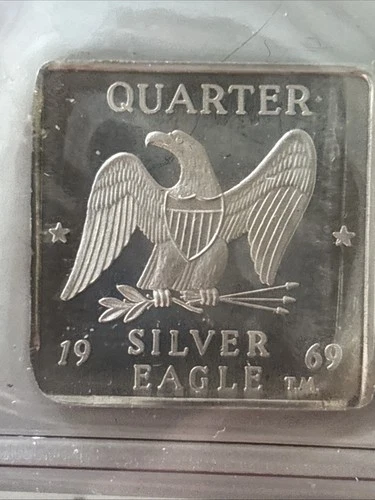 QUARTER
19 SILVER 69
EAGLE T.M.